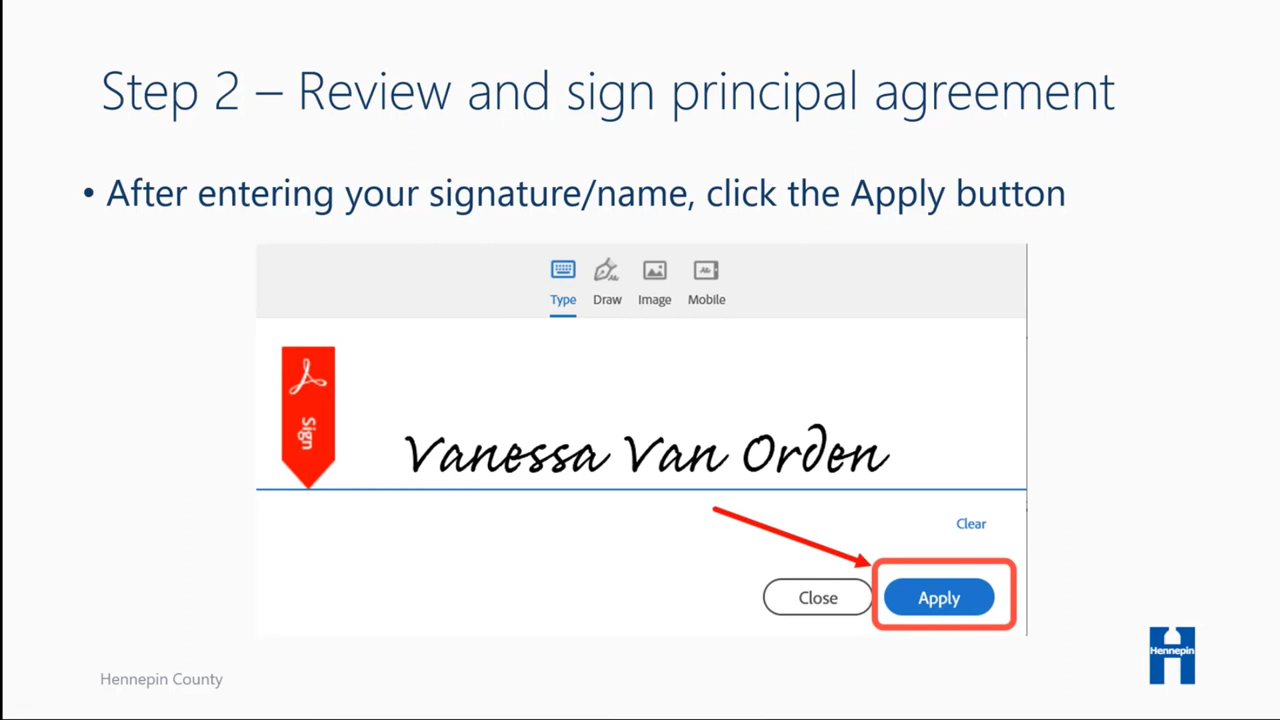 Step 2 – Review and sign principal agreement
• After entering your signature/name, click the Apply button
Type Draw Image Mobile
Sign
Vanessa Van Orden
Clear
Close Apply
Hennepin
Hennepin County